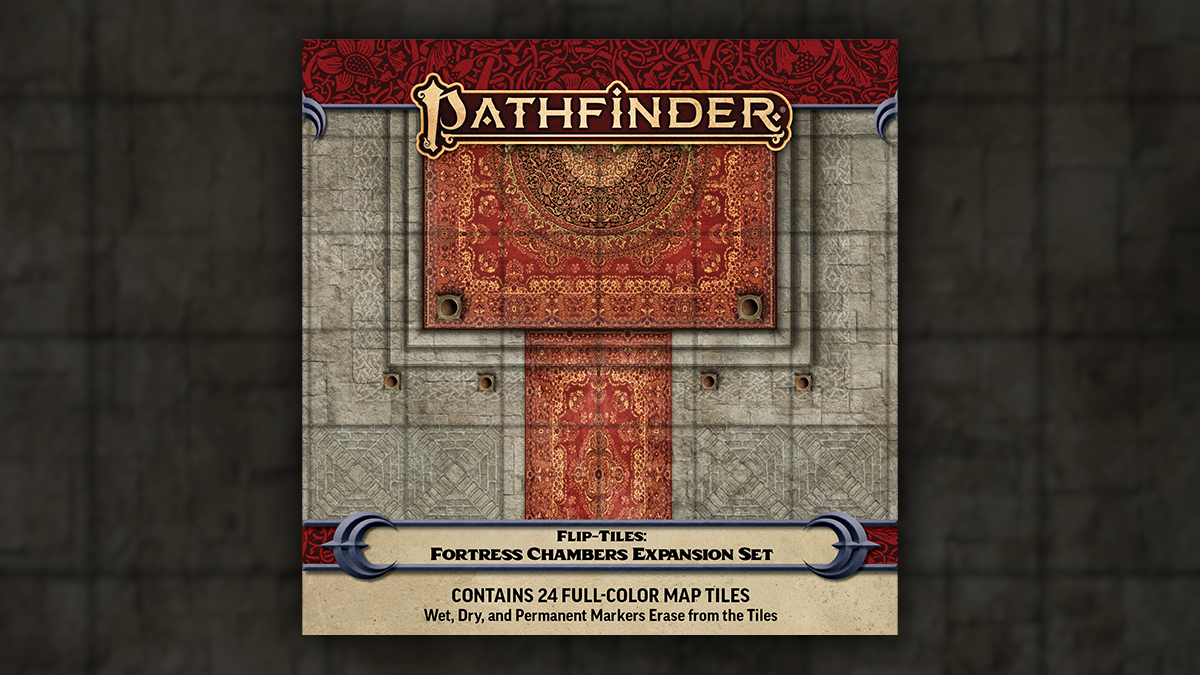 PATHFINDER®
FLIP-TILES:
FORTRESS CHAMBERS EXPANSION SET
CONTAINS 24 FULL-COLOR MAP TILES
Wet, Dry, and Permanent Markers Erase from the Tiles